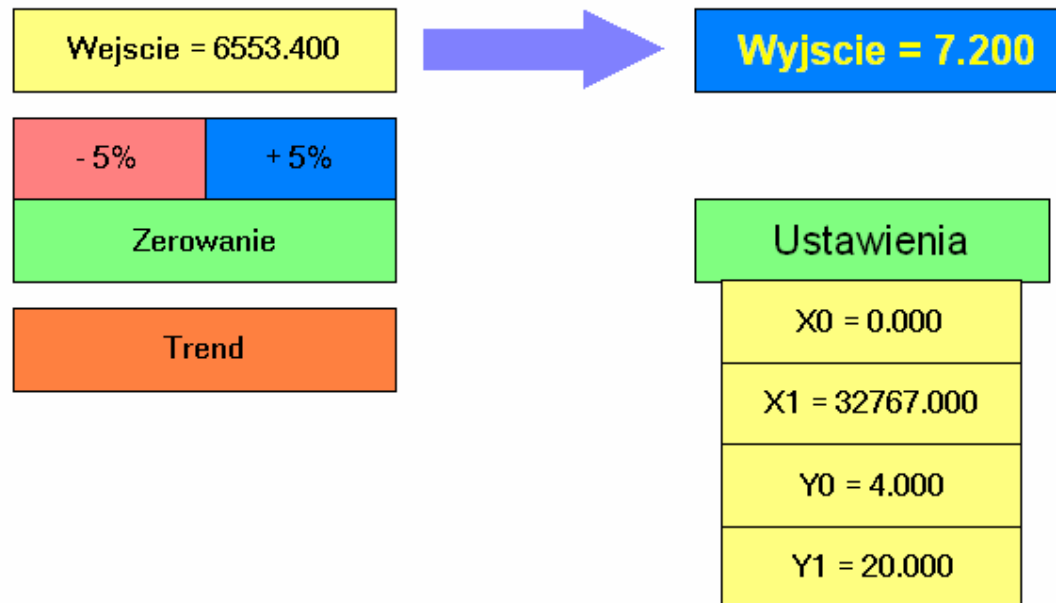 Wejscie = 6553.400
Wyjscie = 7.200
- 5%
+ 5%
Zerowanie
Trend
Ustawienia
X0 = 0.000
X1 = 32767.000
Y0 = 4.000
Y1 = 20.000